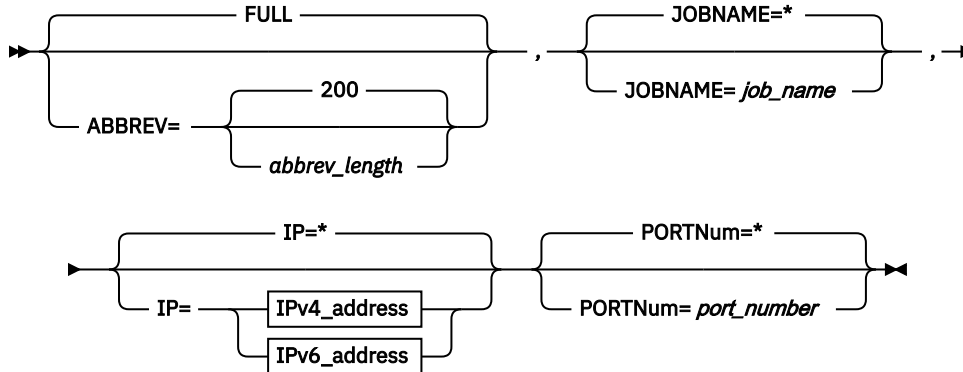 FULL JOBNAME=*
, ,
200 JOBNAME= job_name
ABBREV=
abbrev_length
IP=* PORTNum=*
IP= IPv4_address PORTNum= port_number
IPv6_address